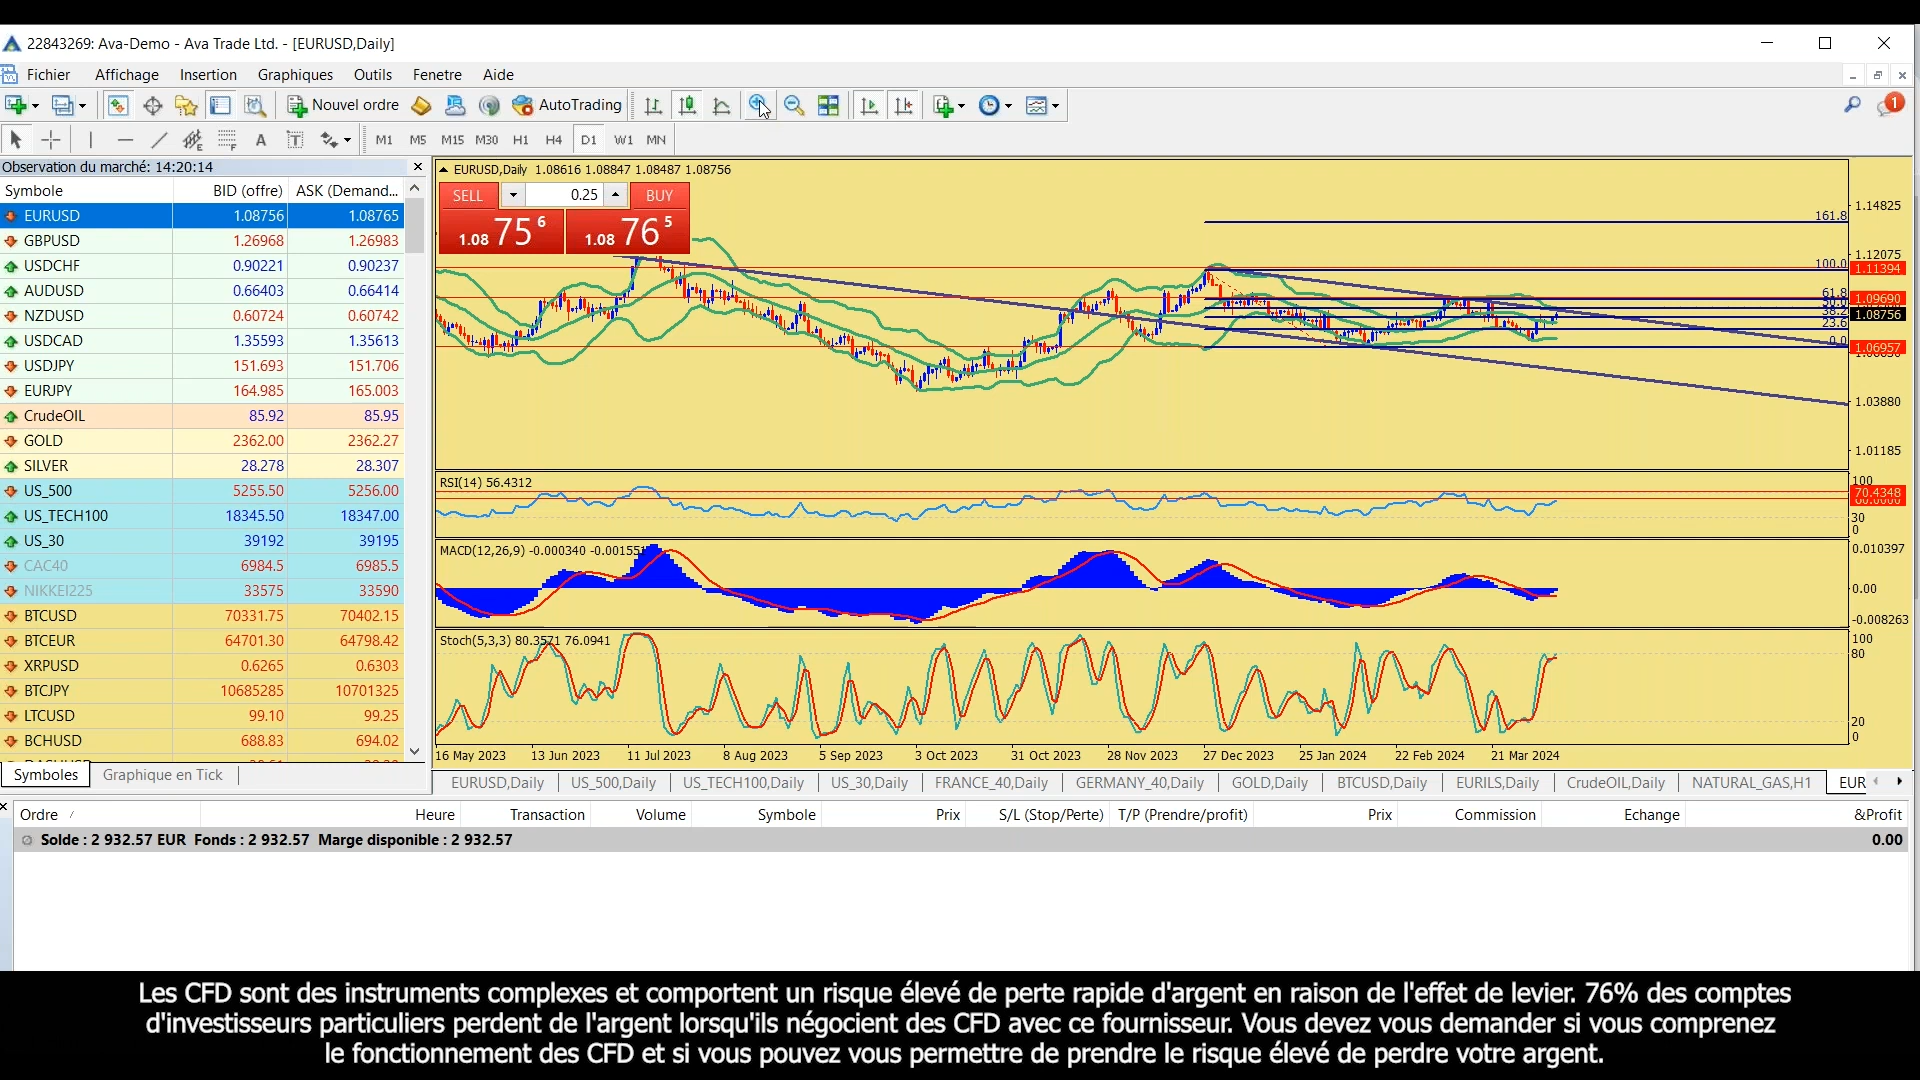 22843269: Ava-Demo - Ava Trade Ltd. - [EURUSD,Daily]
Fichier Affichage Insertion Graphiques Outils Fenetre Aide
Nouvel ordre AutoTrading
1
A T M1 M5 M15 M30 H1 H4 D1 W1 MN
Observation du marché: 14:20:14
Symbole BID (offre) ASK (Demand...
EURUSD 1.08756 1.08765
GBPUSD 1.26968 1.26983
USDCHF 0.90221 0.90237
AUDUSD 0.66403 0.66414
NZDUSD 0.60724 0.60742
USDCAD 1.35593 1.35613
USDJPY 151.693 151.706
EURJPY 164.985 165.003
CrudeOIL 85.92 85.95
GOLD 2362.00 2362.27
SILVER 28.278 28.307
US_500 5255.50 5256.00
US_TECH100 18345.50 18347.00
US_30 39192 39195
CAC40 6984.5 6985.5
NIKKEI225 33575 33590
BTCUSD 70331.75 70402.15
BTCEUR 64701.30 64798.42
XRPUSD 0.6265 0.6303
BTCJPY 10685285 10701325
LTCUSD 99.10 99.25
BCHUSD 688.83 694.02
Symboles Graphique en Tick
EURUSD,Daily 1.08616 1.08847 1.08487 1.08756
SELL 0.25 BUY
1.08 75 6 1.08 76 5
1.14825
161.8
1.12075
100.0 1.11394
61.8 1.09690
38.2 1.08756
23.6
0.0 1.06957
1.03880
1.01185
RSI(14) 56.4312
100
70.4348
30
0
MACD(12,26,9) -0.000340 -0.001551
0.010397
0.00
-0.008263
Stoch(5,3,3) 80.3571 76.0941
100
80
20
0
16 May 2023 13 Jun 2023 11 Jul 2023 8 Aug 2023 5 Sep 2023 3 Oct 2023 31 Oct 2023 28 Nov 2023 27 Dec 2023 25 Jan 2024 22 Feb 2024 21 Mar 2024
EURUSD,Daily US_500,Daily US_TECH100,Daily US_30,Daily FRANCE_40,Daily GERMANY_40,Daily GOLD,Daily BTCUSD,Daily EURILS,Daily CrudeOIL,Daily NATURAL_GAS,H1 EUR
Ordre / Heure Transaction Volume Symbole Prix S/L (Stop/Perte) T/P (Prendre/profit) Prix Commission Echange &Profit
Solde : 2 932.57 EUR Fonds : 2 932.57 Marge disponible : 2 932.57 0.00
Les CFD sont des instruments complexes et comportent un risque élevé de perte rapide d'argent en raison de l'effet de levier. 76% des comptes
d'investisseurs particuliers perdent de l'argent lorsqu'ils négocient des CFD avec ce fournisseur. Vous devez vous demander si vous comprenez
le fonctionnement des CFD et si vous pouvez vous permettre de prendre le risque élevé de perdre votre argent.